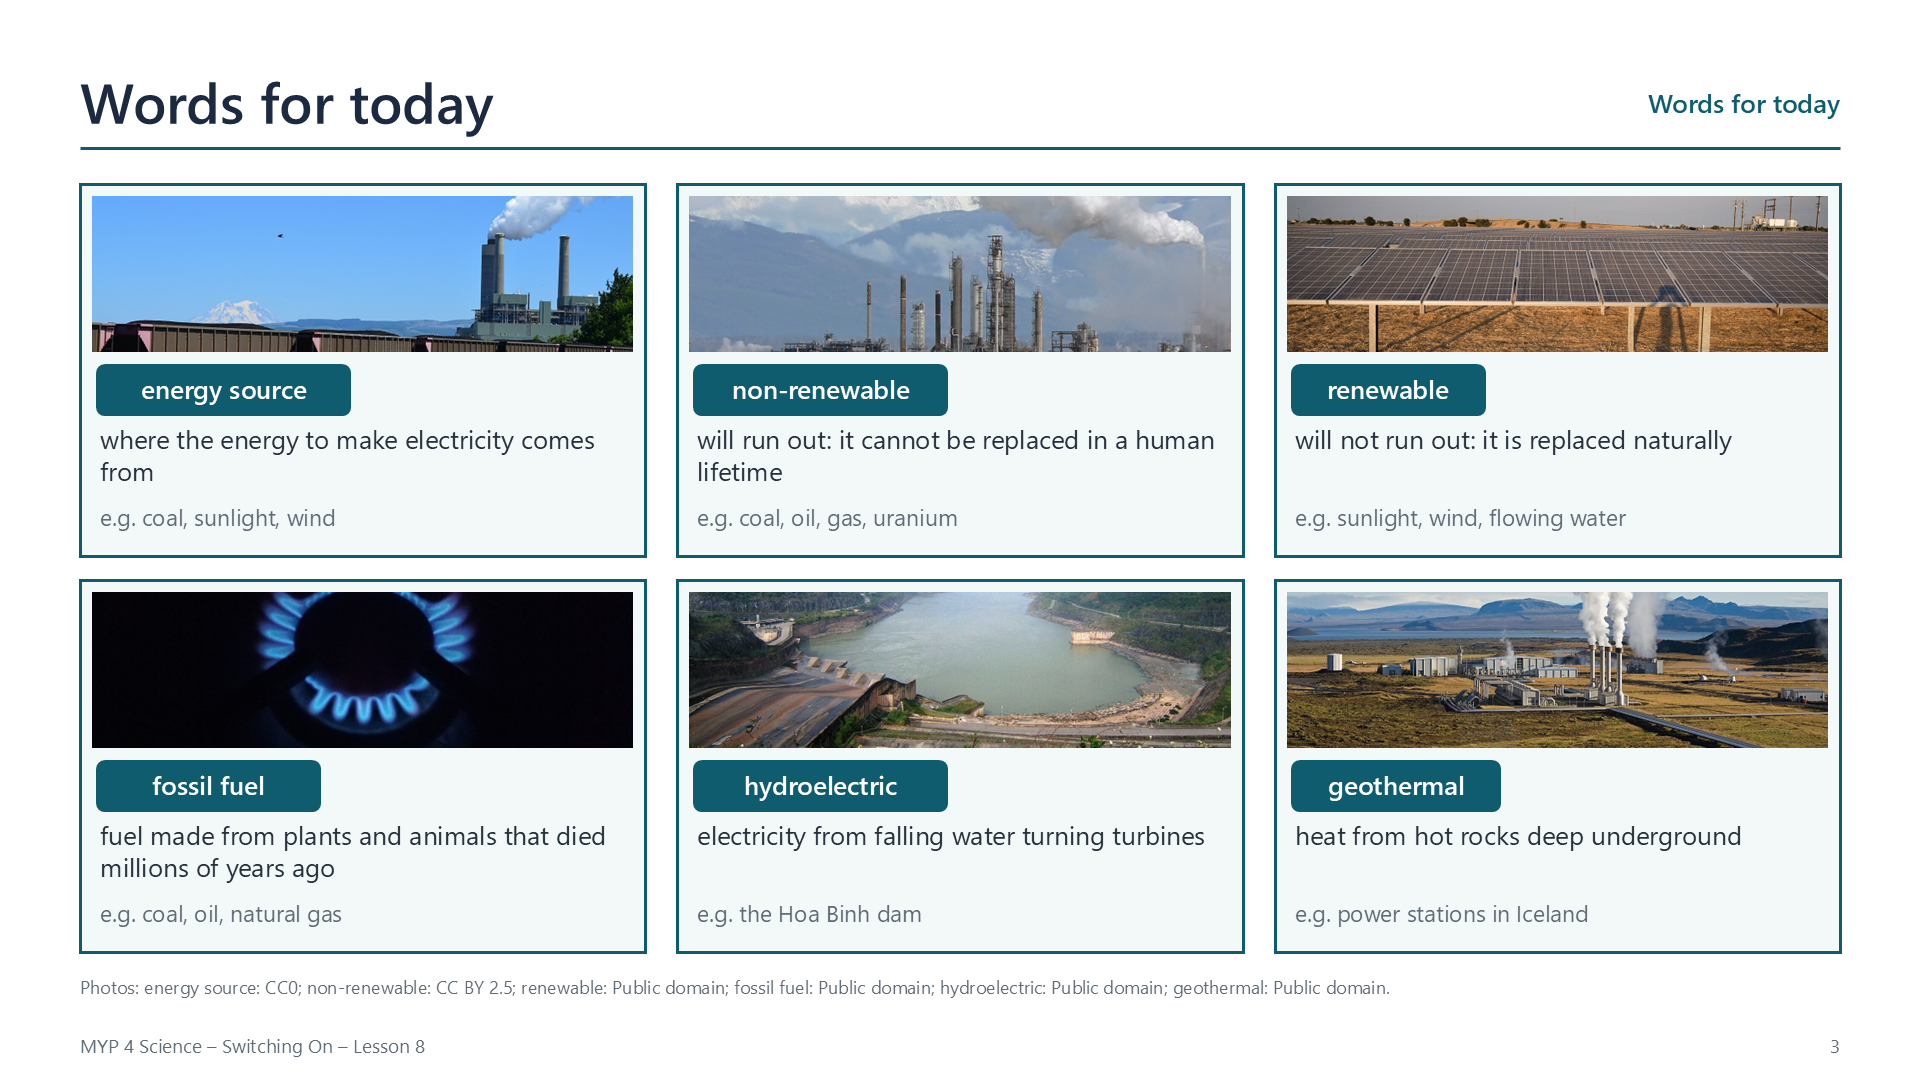 Words for today
Words for today
energy source
where the energy to make electricity comes
from
e.g. coal, sunlight, wind
non-renewable
will run out: it cannot be replaced in a human
lifetime
e.g. coal, oil, gas, uranium
renewable
will not run out: it is replaced naturally
e.g. sunlight, wind, flowing water
fossil fuel
fuel made from plants and animals that died
millions of years ago
e.g. coal, oil, natural gas
hydroelectric
electricity from falling water turning turbines
e.g. the Hoa Binh dam
geothermal
heat from hot rocks deep underground
e.g. power stations in Iceland
Photos: energy source: CC0; non-renewable: CC BY 2.5; renewable: Public domain; fossil fuel: Public domain; hydroelectric: Public domain; geothermal: Public domain.
MYP 4 Science – Switching On – Lesson 8
3